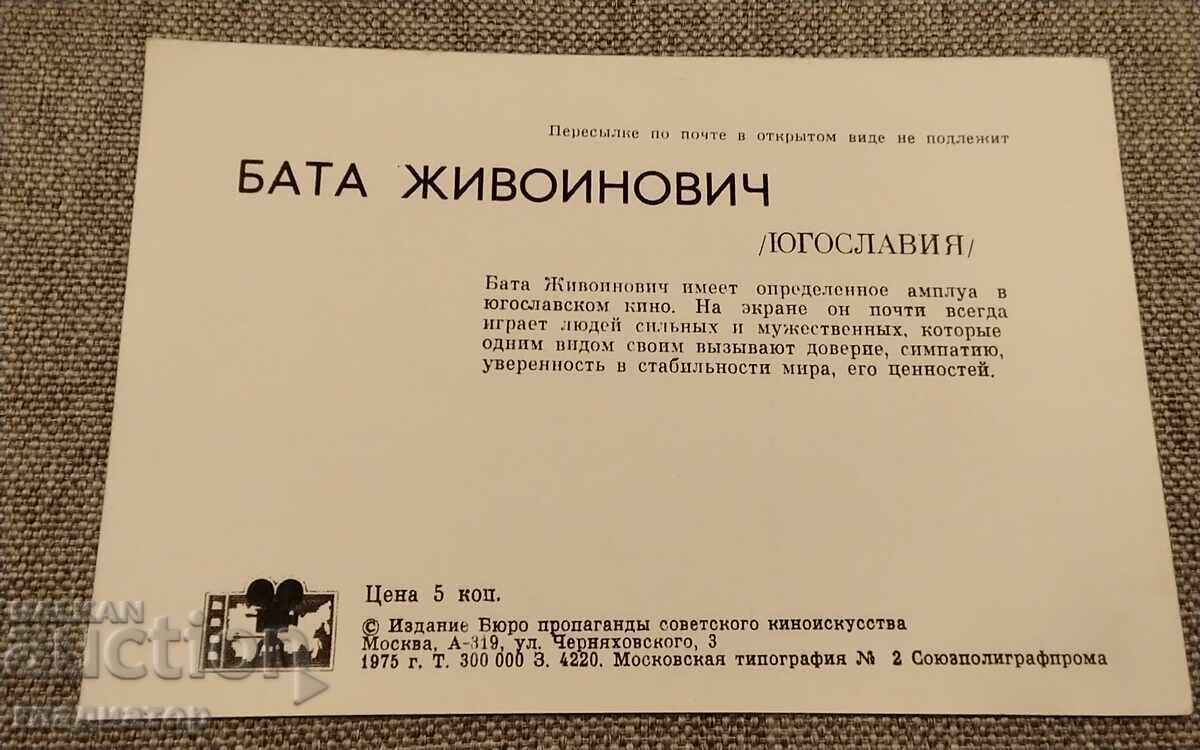 Пересылке по почте в открытом виде не подлежит
БАТА ЖИВОИНОВИЧ
/ЮГОСЛАВИЯ/
Бата Живоинович имеет определенное амплуа в
югославском кино. На экране он почти всегда
играет людей сильных и мужественных, которые
одним видом своим вызывают доверие, симпатию,
уверенность в стабильности мира, его ценностей.
Цена 5 коп.
© Издание Бюро пропаганды советского киноискусства
Москва, А-319, ул. Черняховского, 3
1975 г. Т. 300 000 З. 4220. Московская типография № 2 Союзполиграфпрома
BALKAN
auction
гладиатор